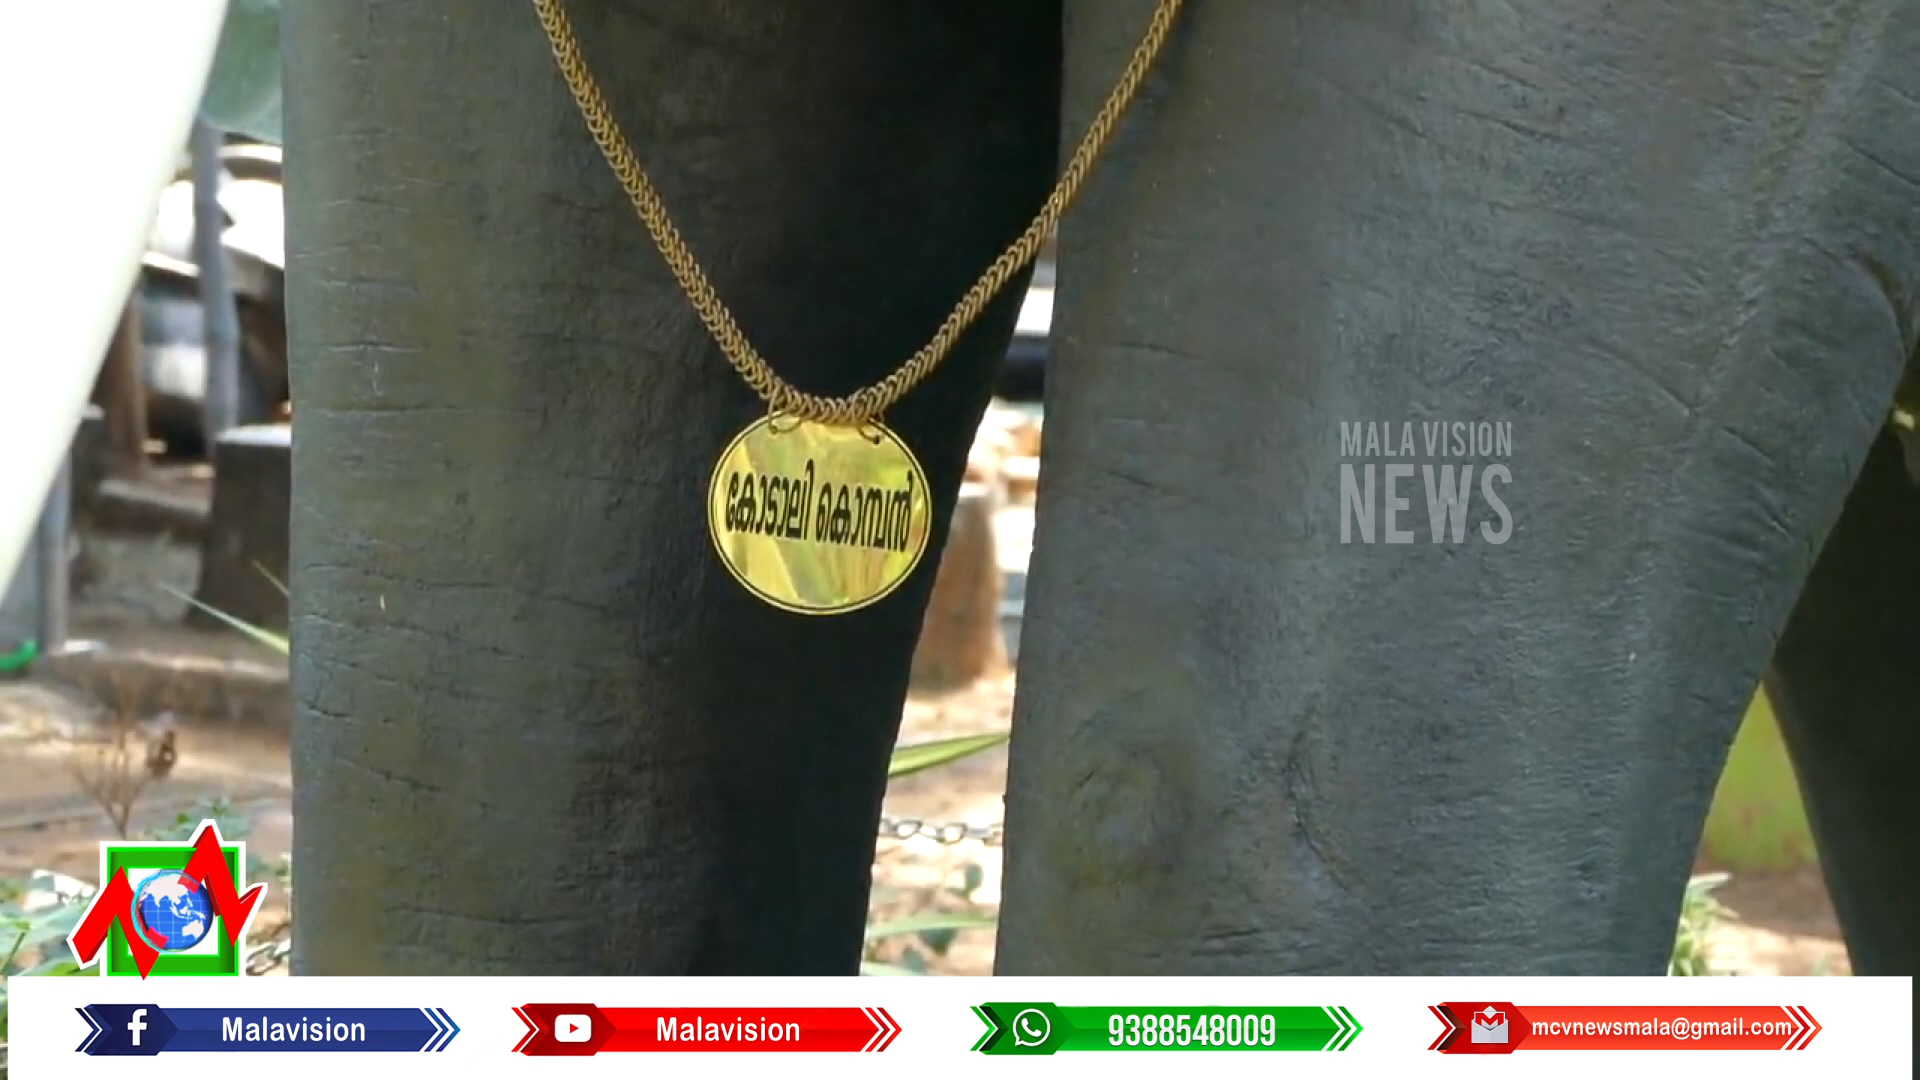 കോടാലി കൊമ്പൻ
MALA VISION
NEWS
Malavision
Malavision
9388548009
mcvnewsmala@gmail.com